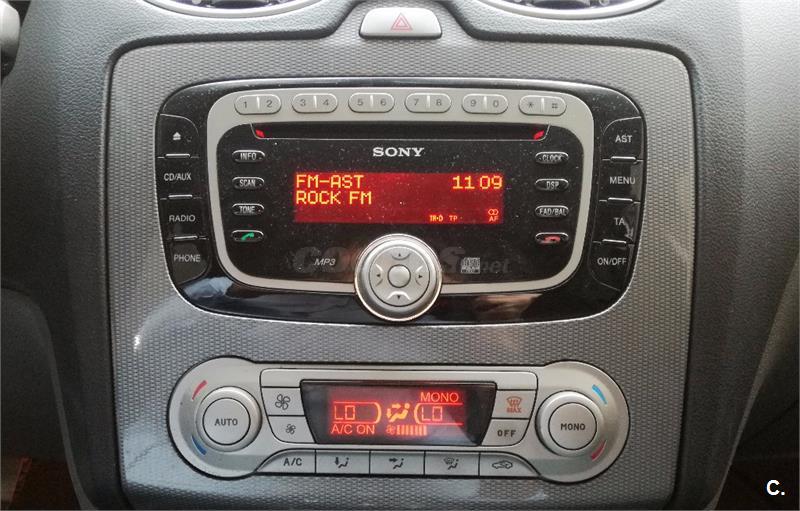 1 2 3 4 5 6 7 8 9 0 * #
SONY
INFO
SCAN
TONE
CLOCK
DSP
FAD/BAL
CD/AUX
RADIO
PHONE
AST
MENU
TA
ON/OFF
FM-AST 11 09
ROCK FM
TP
AF
MP3
COCHES.net
AUTO
MONO
LO LO
A/C ON
MAX
OFF
MONO
A/C
C.